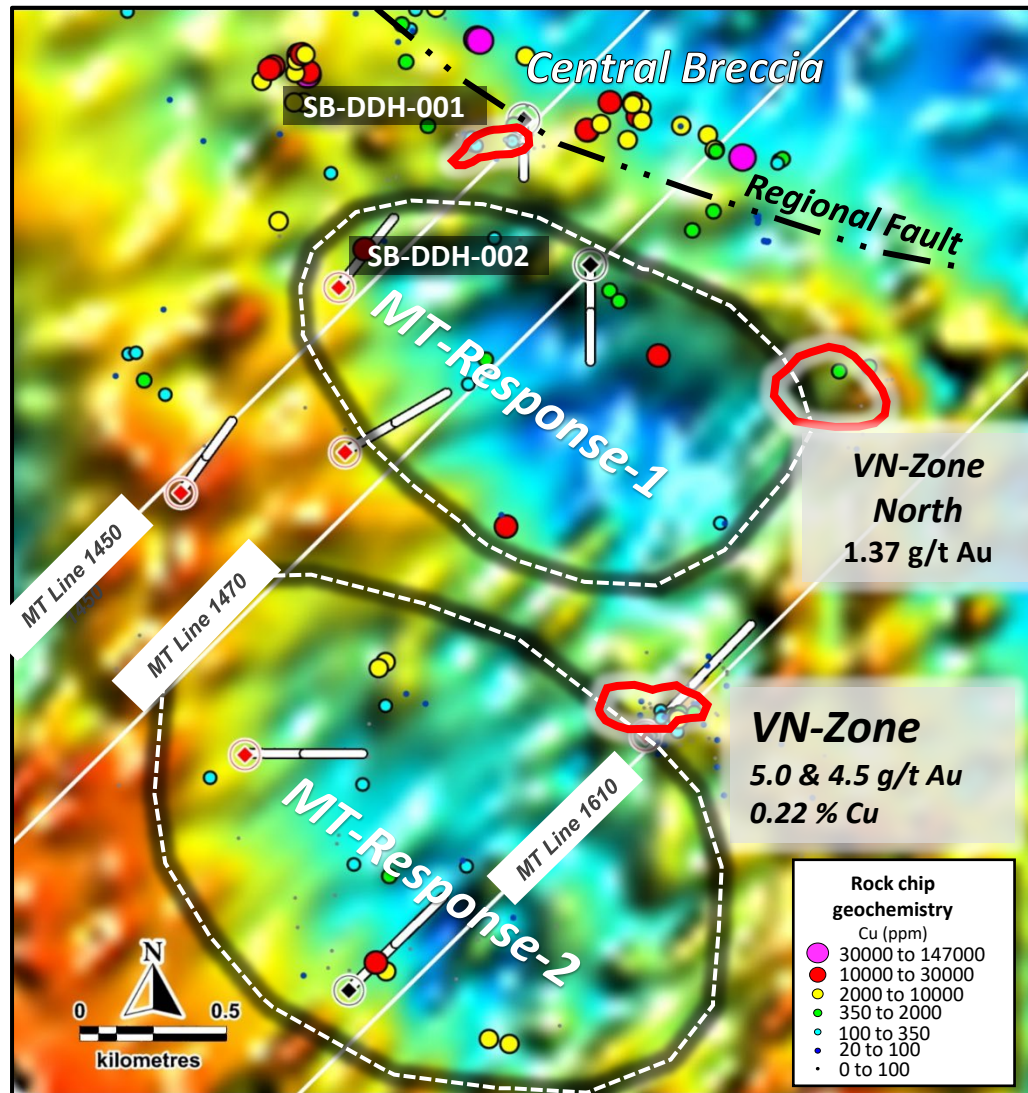 Central Breccia
SB-DDH-001
Regional Fault
SB-DDH-002
MT-Response-1
VN-Zone
North
1.37 g/t Au
MT Line 1450
1450
MT Line 1470
VN-Zone
5.0 & 4.5 g/t Au
0.22 % Cu
MT Line 1610
MT-Response-2
N
0 0.5
kilometres
Rock chip
geochemistry
Cu (ppm)
30000 to 147000
10000 to 30000
2000 to 10000
350 to 2000
100 to 350
20 to 100
0 to 100